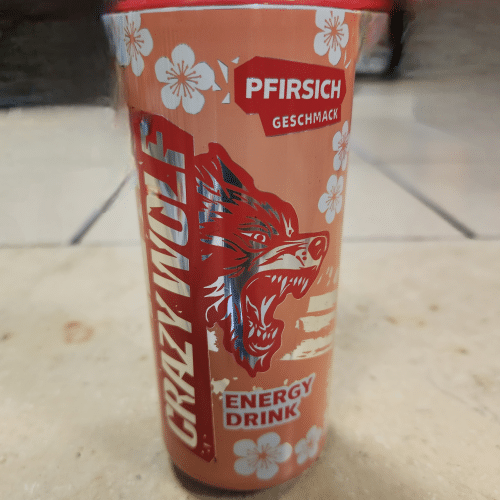 PFIRSICH
GESCHMACK
CRAZY WOLF
ENERGY
DRINK